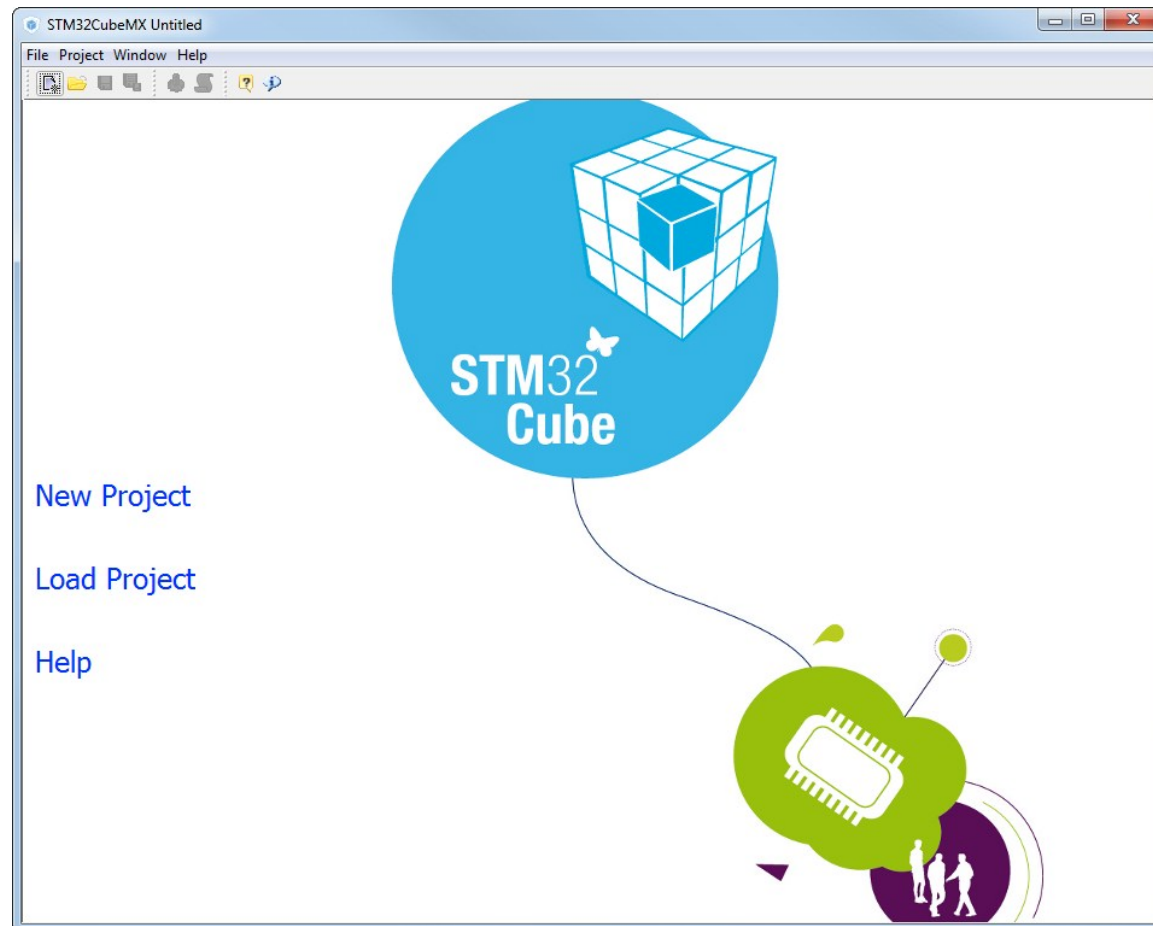 STM32CubeMX Untitled
File Project Window Help
STM32
Cube
New Project
Load Project
Help